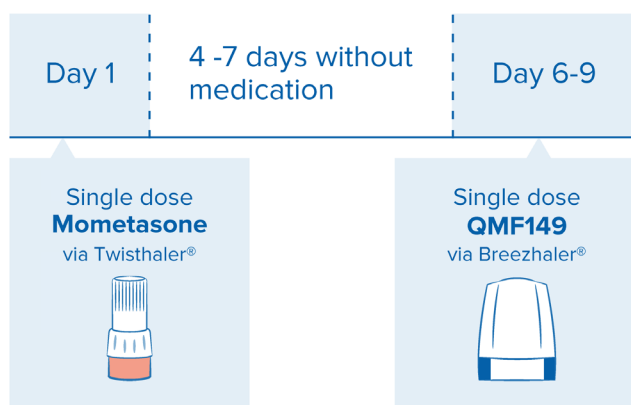 Day 1
4 -7 days without
medication
Day 6-9
Single dose
Mometasone
via Twisthaler®
Single dose
QMF149
via Breezhaler®